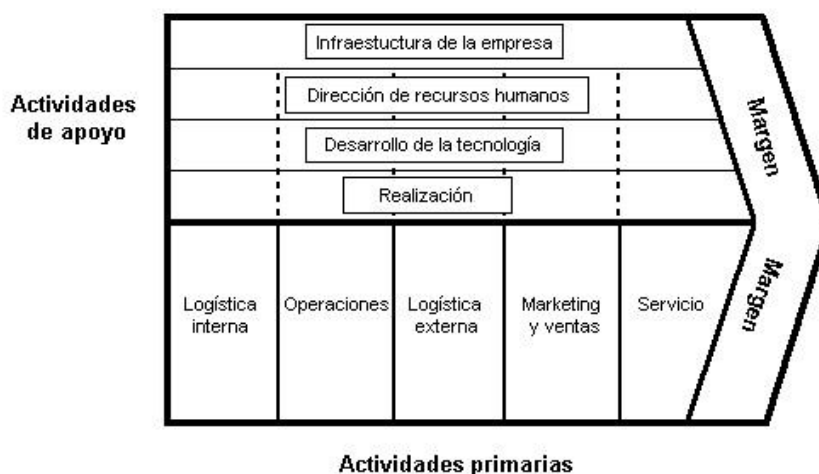 Infraestuctura de la empresa
Dirección de recursos humanos
Desarrollo de la tecnología
Realización
Actividades
de apoyo
Margen
Margen
Logística
interna
Operaciones
Logística
externa
Marketing
y ventas
Servicio
Actividades primarias